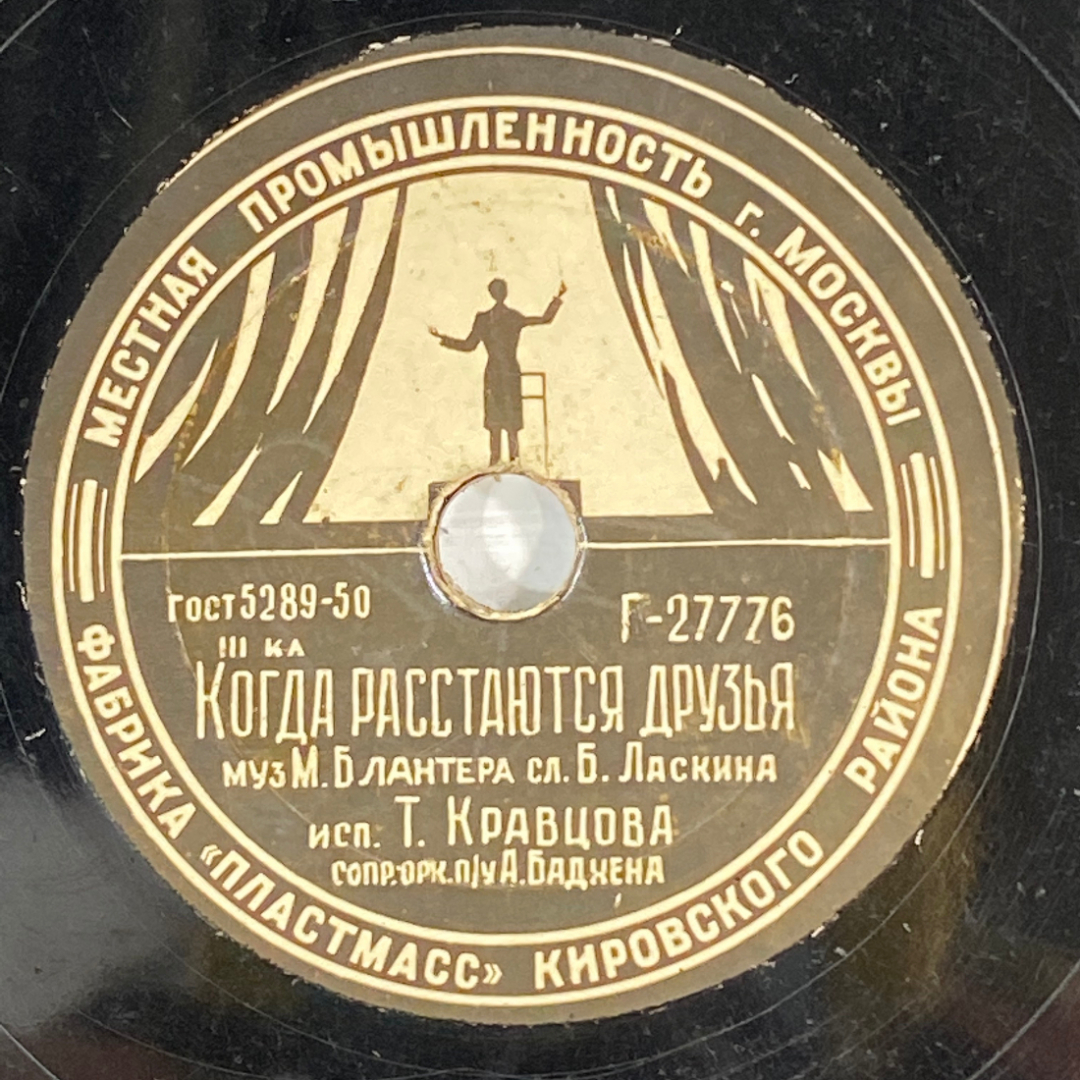 МЕСТНАЯ ПРОМЫШЛЕННОСТЬ г. МОСКВЫ
ГОСТ 5289-50
Г-27776
III КЛ
КОГДА РАССТАЮТСЯ ДРУЗЬЯ
МУЗ М. БЛАНТЕРА СЛ. Б. ЛАСКИНА
ИСП. Т. КРАВЦОВА
СОПР. ОРК. П/У А. БАДХЕНА
ФАБРИКА «ПЛАСТМАСС» КИРОВСКОГО РАЙОНА